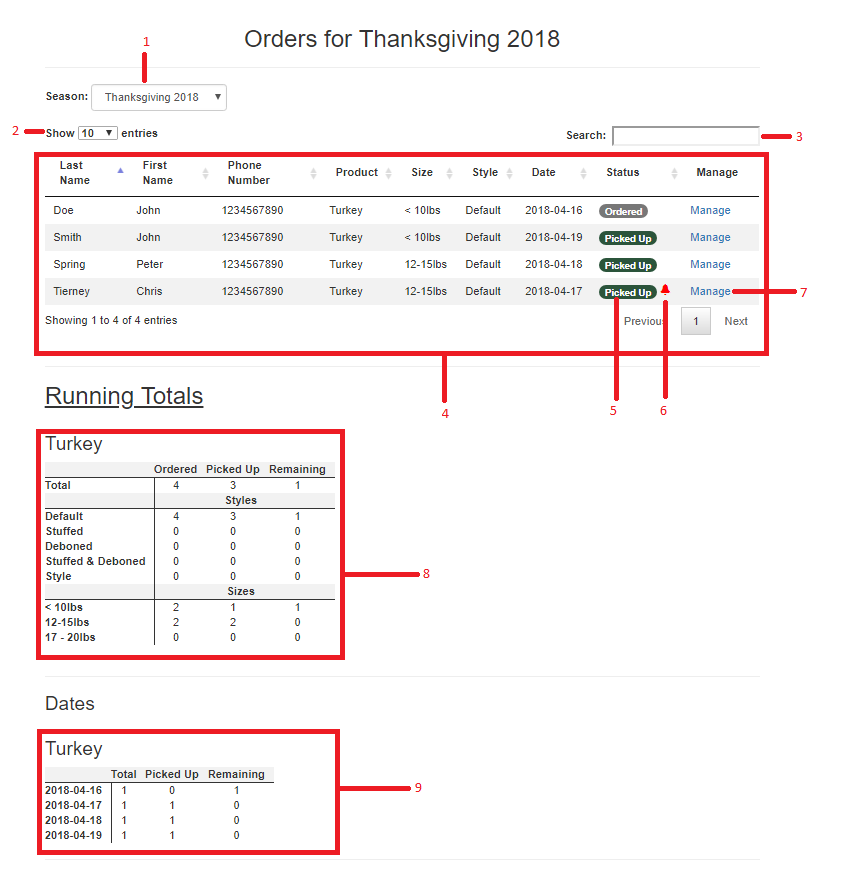 Orders for Thanksgiving 2018
1
Season: Thanksgiving 2018
2 Show 10 entries Search: 3
Last Name First Name Phone Number Product Size Style Date Status Manage
Doe John 1234567890 Turkey < 10lbs Default 2018-04-16 Ordered Manage
Smith John 1234567890 Turkey < 10lbs Default 2018-04-19 Picked Up Manage
Spring Peter 1234567890 Turkey 12-15lbs Default 2018-04-18 Picked Up Manage
Tierney Chris 1234567890 Turkey 12-15lbs Default 2018-04-17 Picked Up Manage 7
Showing 1 to 4 of 4 entries Previous 1 Next
4 5 6
Running Totals
Turkey
Ordered Picked Up Remaining
Total 4 3 1
Styles
Default 4 3 1
Stuffed 0 0 0
Deboned 0 0 0
Stuffed & Deboned 0 0 0
Style 0 0 0
8
Sizes
< 10lbs 2 1 1
12-15lbs 2 2 0
17 - 20lbs 0 0 0
Dates
Turkey
Total Picked Up Remaining
2018-04-16 1 0 1
9
2018-04-17 1 1 0
2018-04-18 1 1 0
2018-04-19 1 1 0